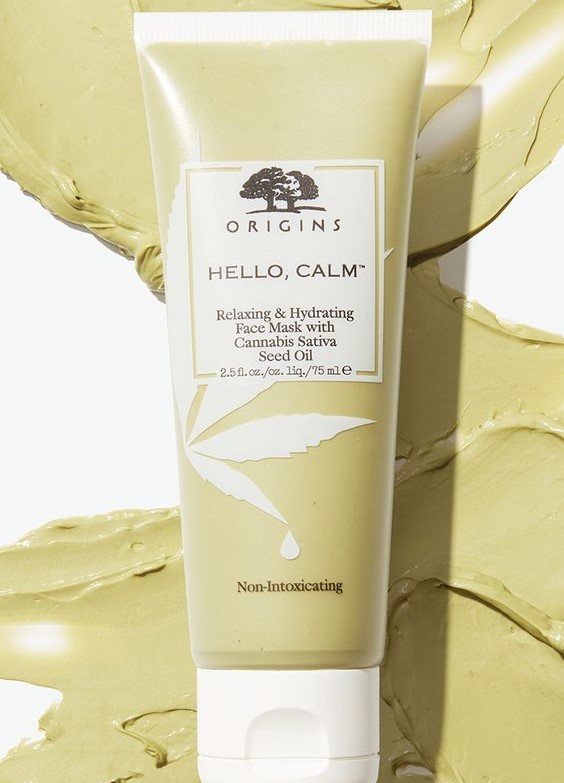 ORIGINS
HELLO, CALM™
Relaxing & Hydrating
Face Mask with
Cannabis Sativa
Seed Oil
2.5 fl. oz./oz. liq./75 ml ℮
Non-Intoxicating